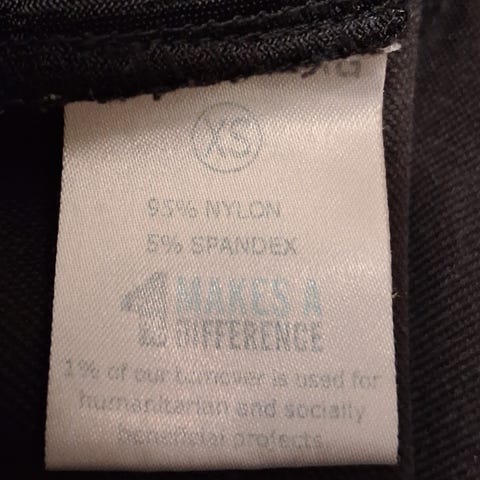 XS
95% NYLON
5% SPANDEX
1 MAKES A
DIFFERENCE
1% of our turnover is used for
humanitarian and socially
beneficial projects.